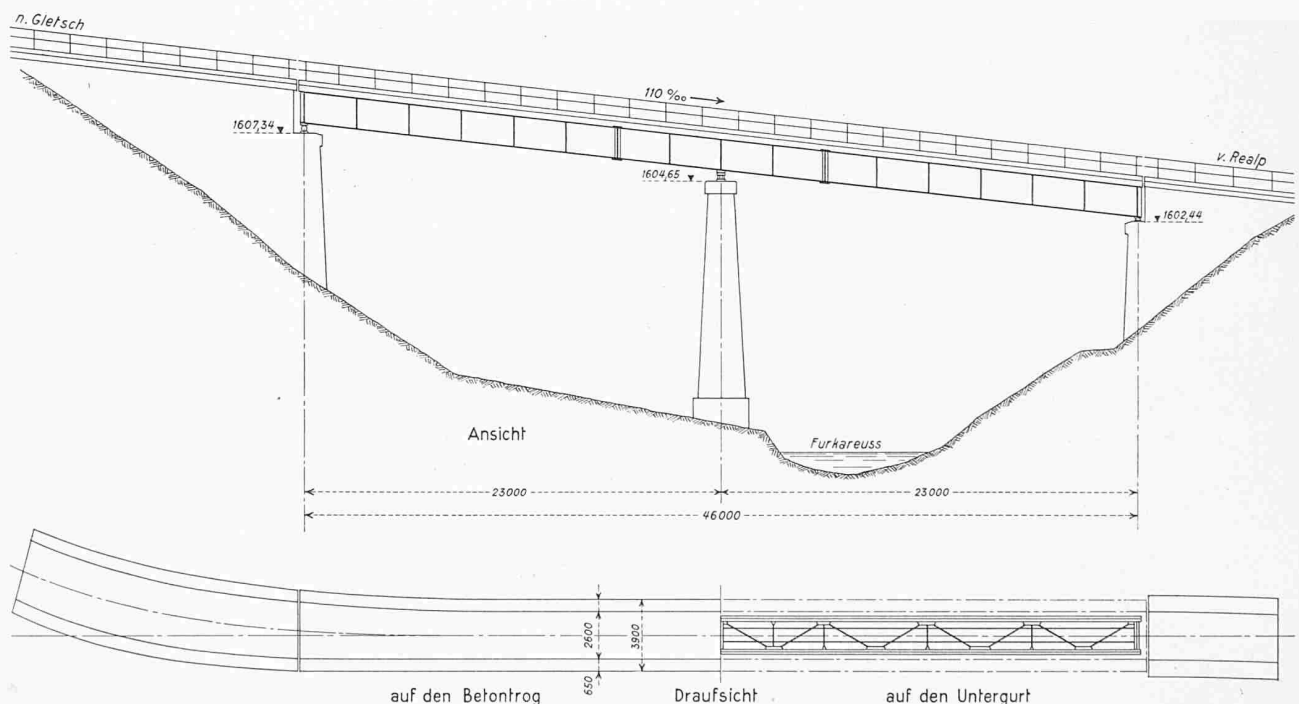 n. Gletsch
110 ‰
1607,34
v. Realp
1604,65
1602,44
Ansicht
Furkareuss
23000
23000
46000
2600
3900
650
auf den Betontrog
Draufsicht
auf den Untergurt